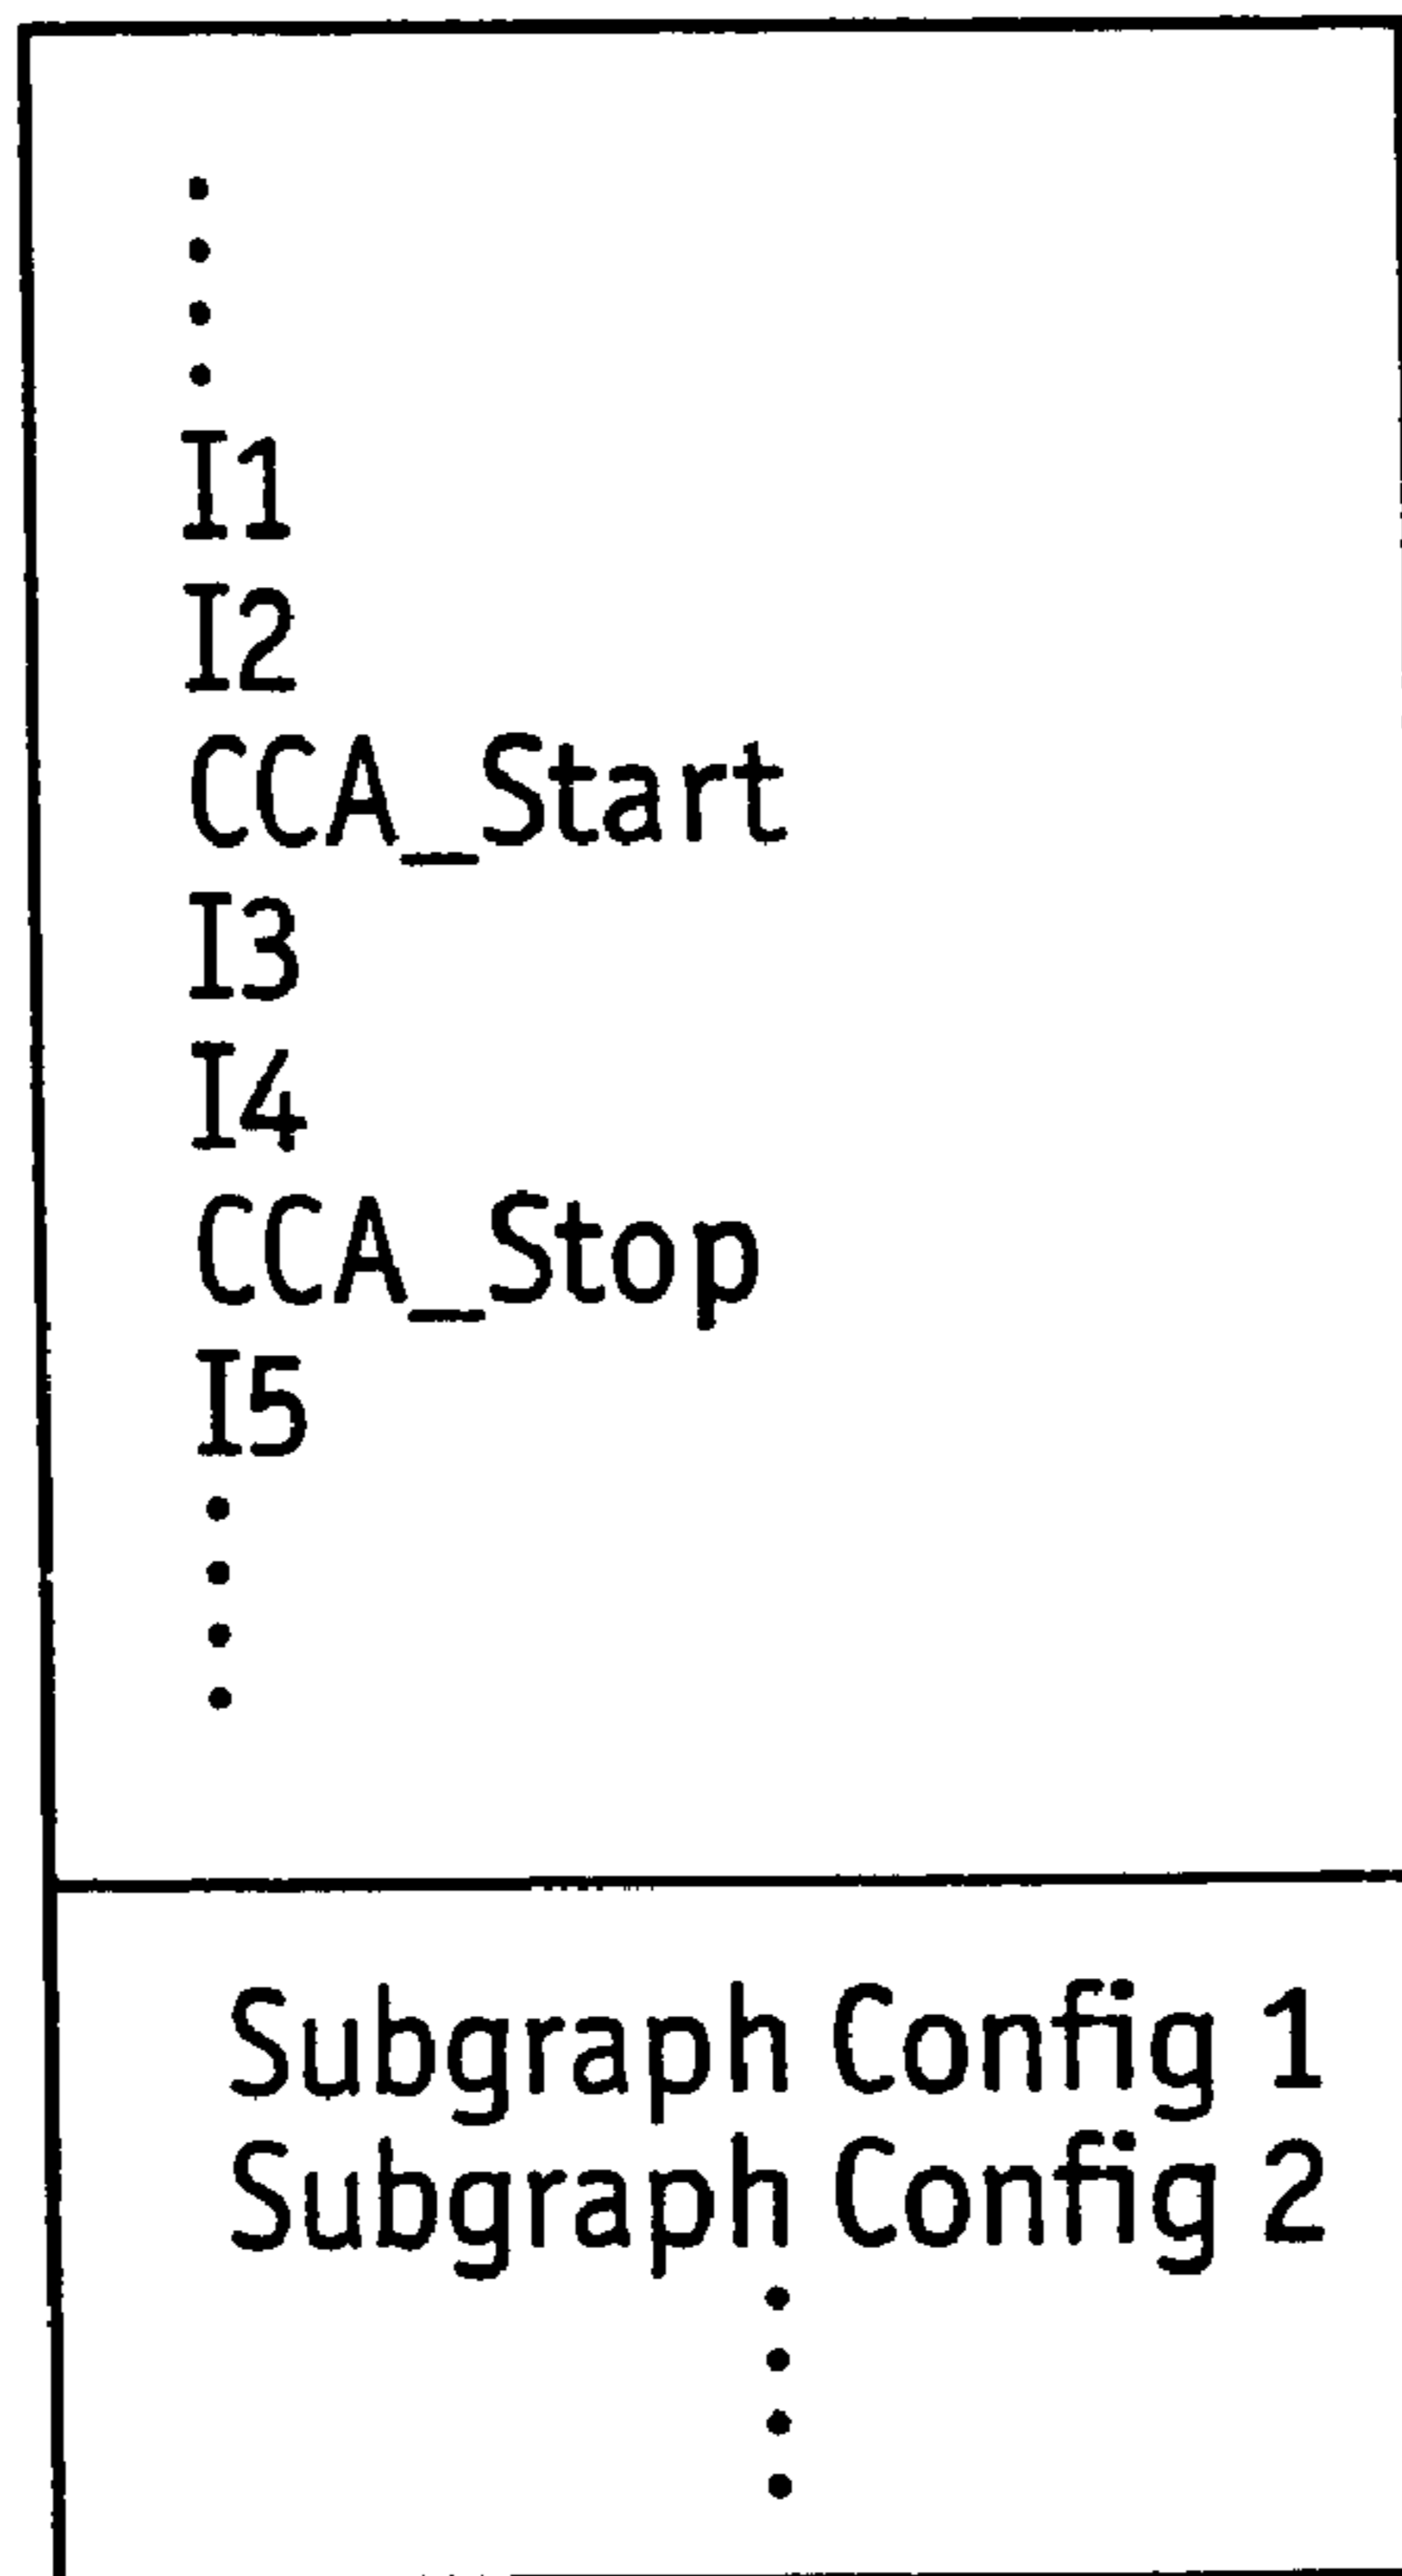 I1
I2
CCA_Start
I3
I4
CCA_Stop
I5
Subgraph Config 1
Subgraph Config 2